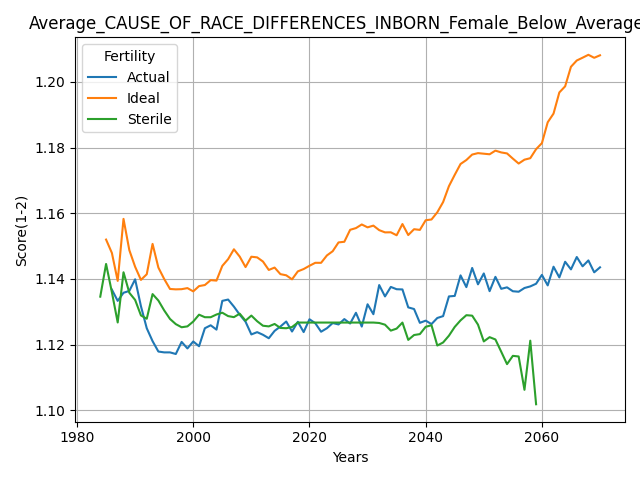 Average_CAUSE_OF_RACE_DIFFERENCES_INBORN_Female_Below_Average
Fertility
Actual
Ideal
Sterile
1.20
1.18
1.16
1.14
1.12
1.10
Score(1-2)
1980 2000 2020 2040 2060
Years